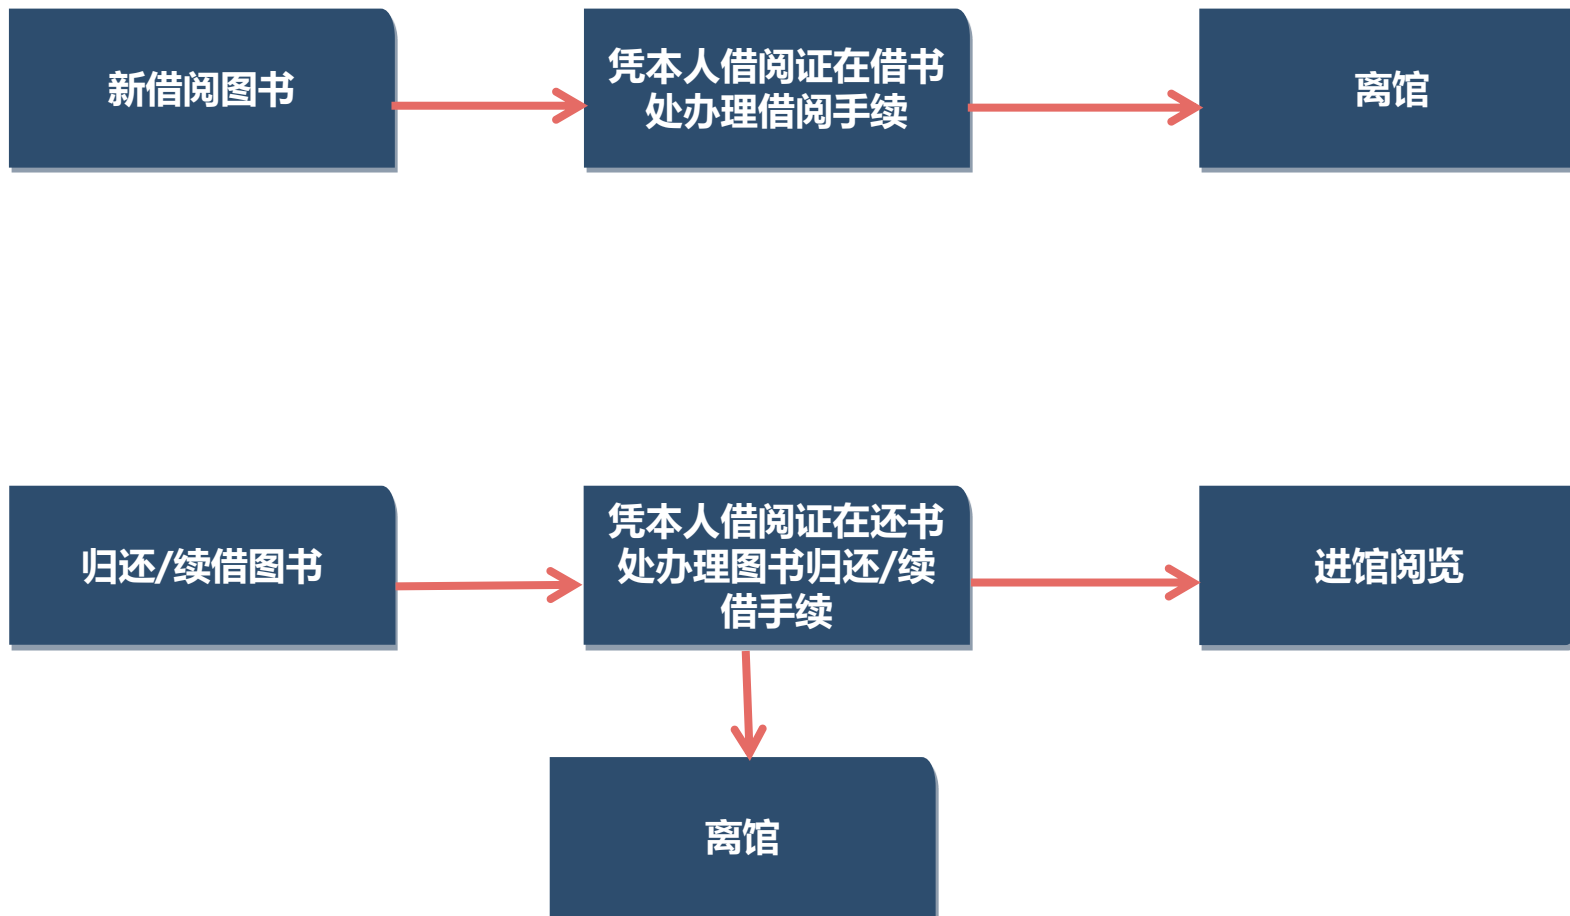 新借阅图书
凭本人借阅证在借书
处办理借阅手续
离馆
归还/续借图书
凭本人借阅证在还书
处办理图书归还/续
借手续
进馆阅览
离馆